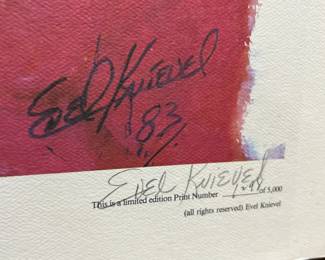 Evel Knievel
83
Evel Knievel
This is a limited edition Print Number 298 of 5,000
(all rights reserved) Evel Knievel